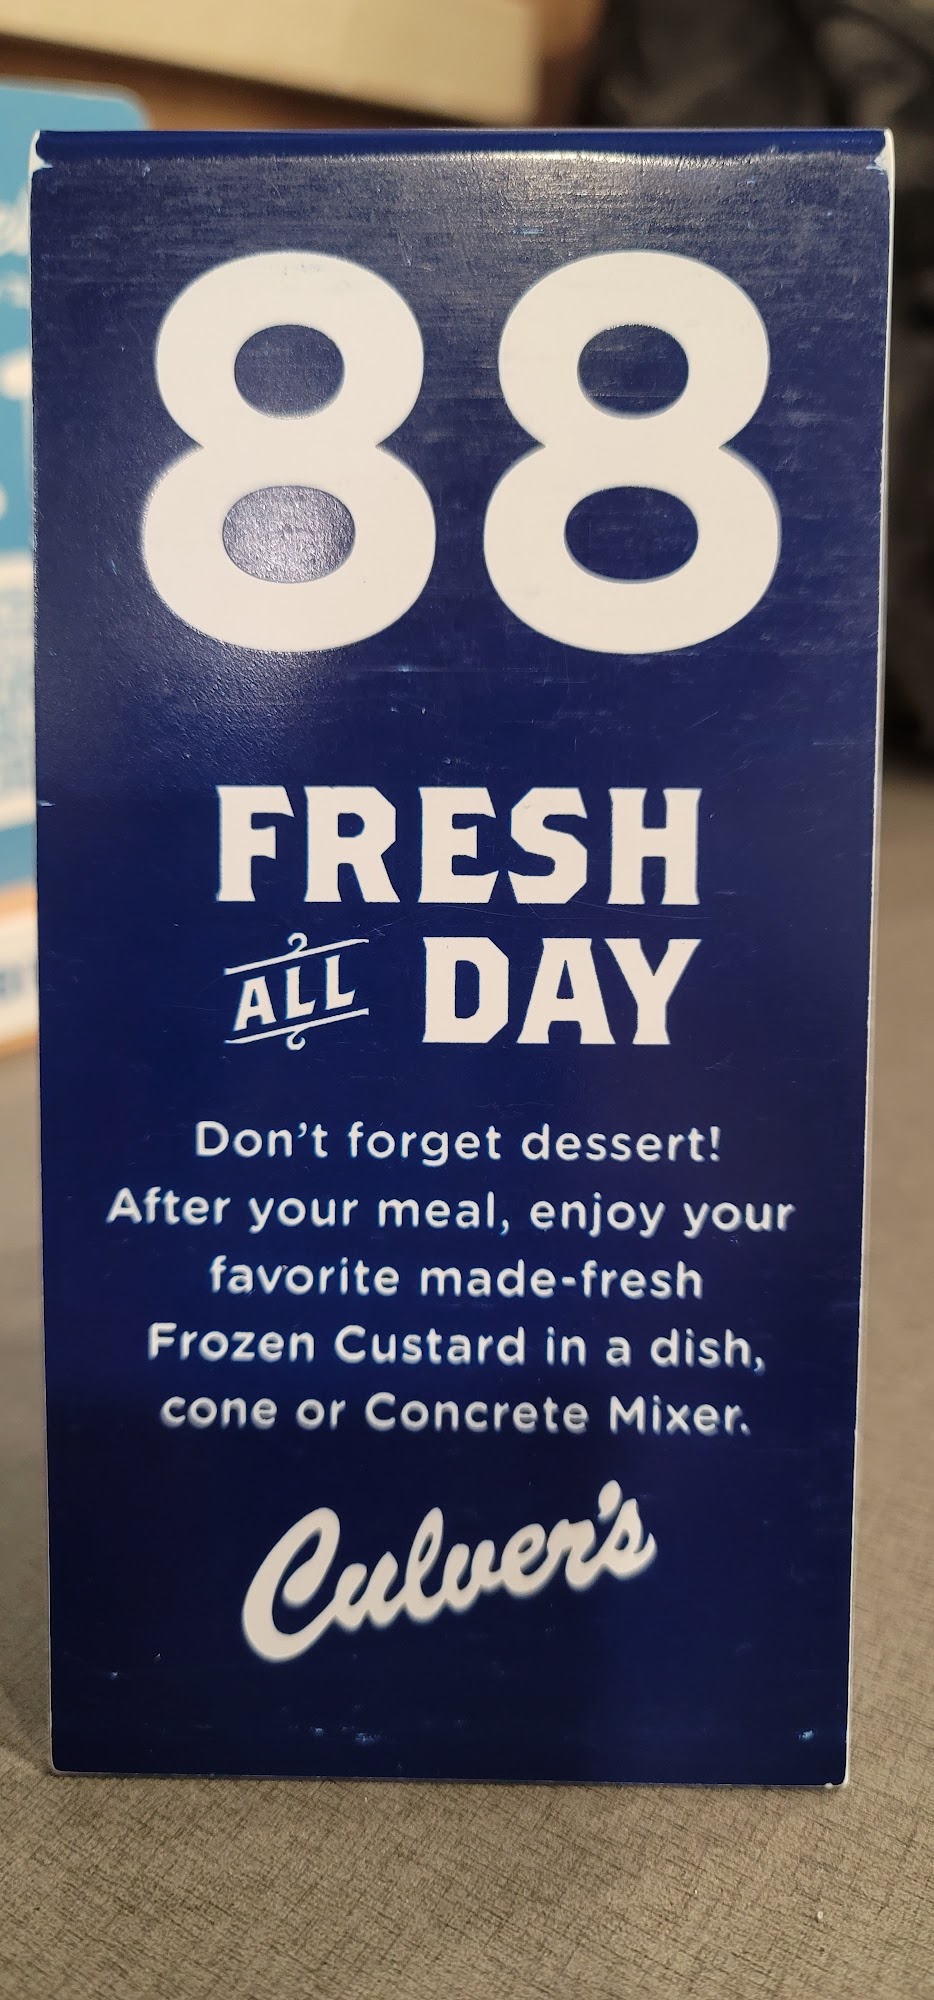 88
FRESH
ALL DAY
Don't forget dessert!
After your meal, enjoy your
favorite made-fresh
Frozen Custard in a dish,
cone or Concrete Mixer.
Culver's